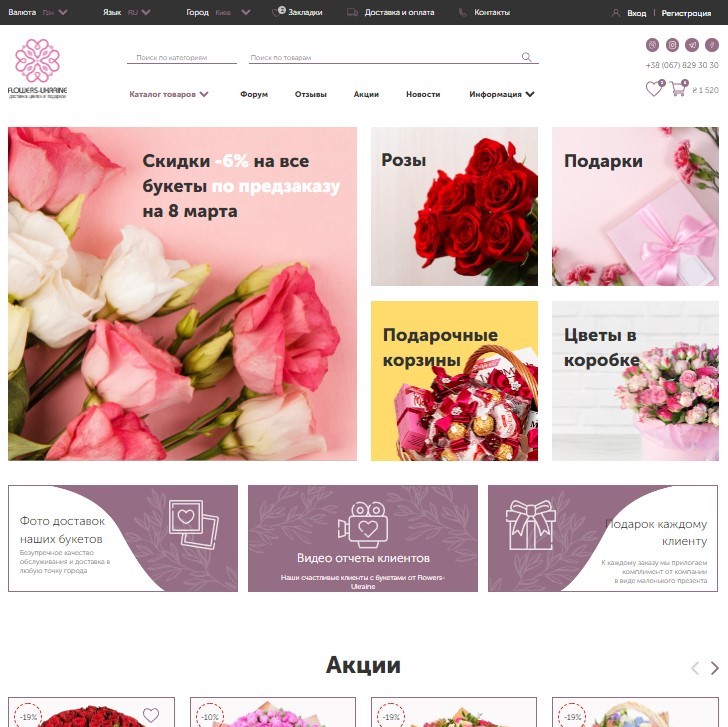 Валюта Грн Язык RU Город Киев 2 Закладки Доставка и оплата Контакты Вход | Регистрация
FLOWERS-UKRAINE
доставка цветов и подарков
Поиск по категориям Поиск по товарам
+38 (067) 829 30 30
₴ 1 520
Каталог товаров Форум Отзывы Акции Новости Информация
Скидки -6% на все
букеты по предзаказу
на 8 марта
Розы
Подарки
Подарочные
корзины
Цветы в
коробке
Фото доставок
наших букетов
Безупречное качество
обслуживания и доставка в
любую точку города
Видео отчеты клиентов
Наши счастливые клиенты с букетами от Flowers-
Ukraine
Подарок каждому
клиенту
К каждому заказу мы прилогаем
комплимент от компании
в виде маленького презента
Акции
-19% -10% -19% -19%